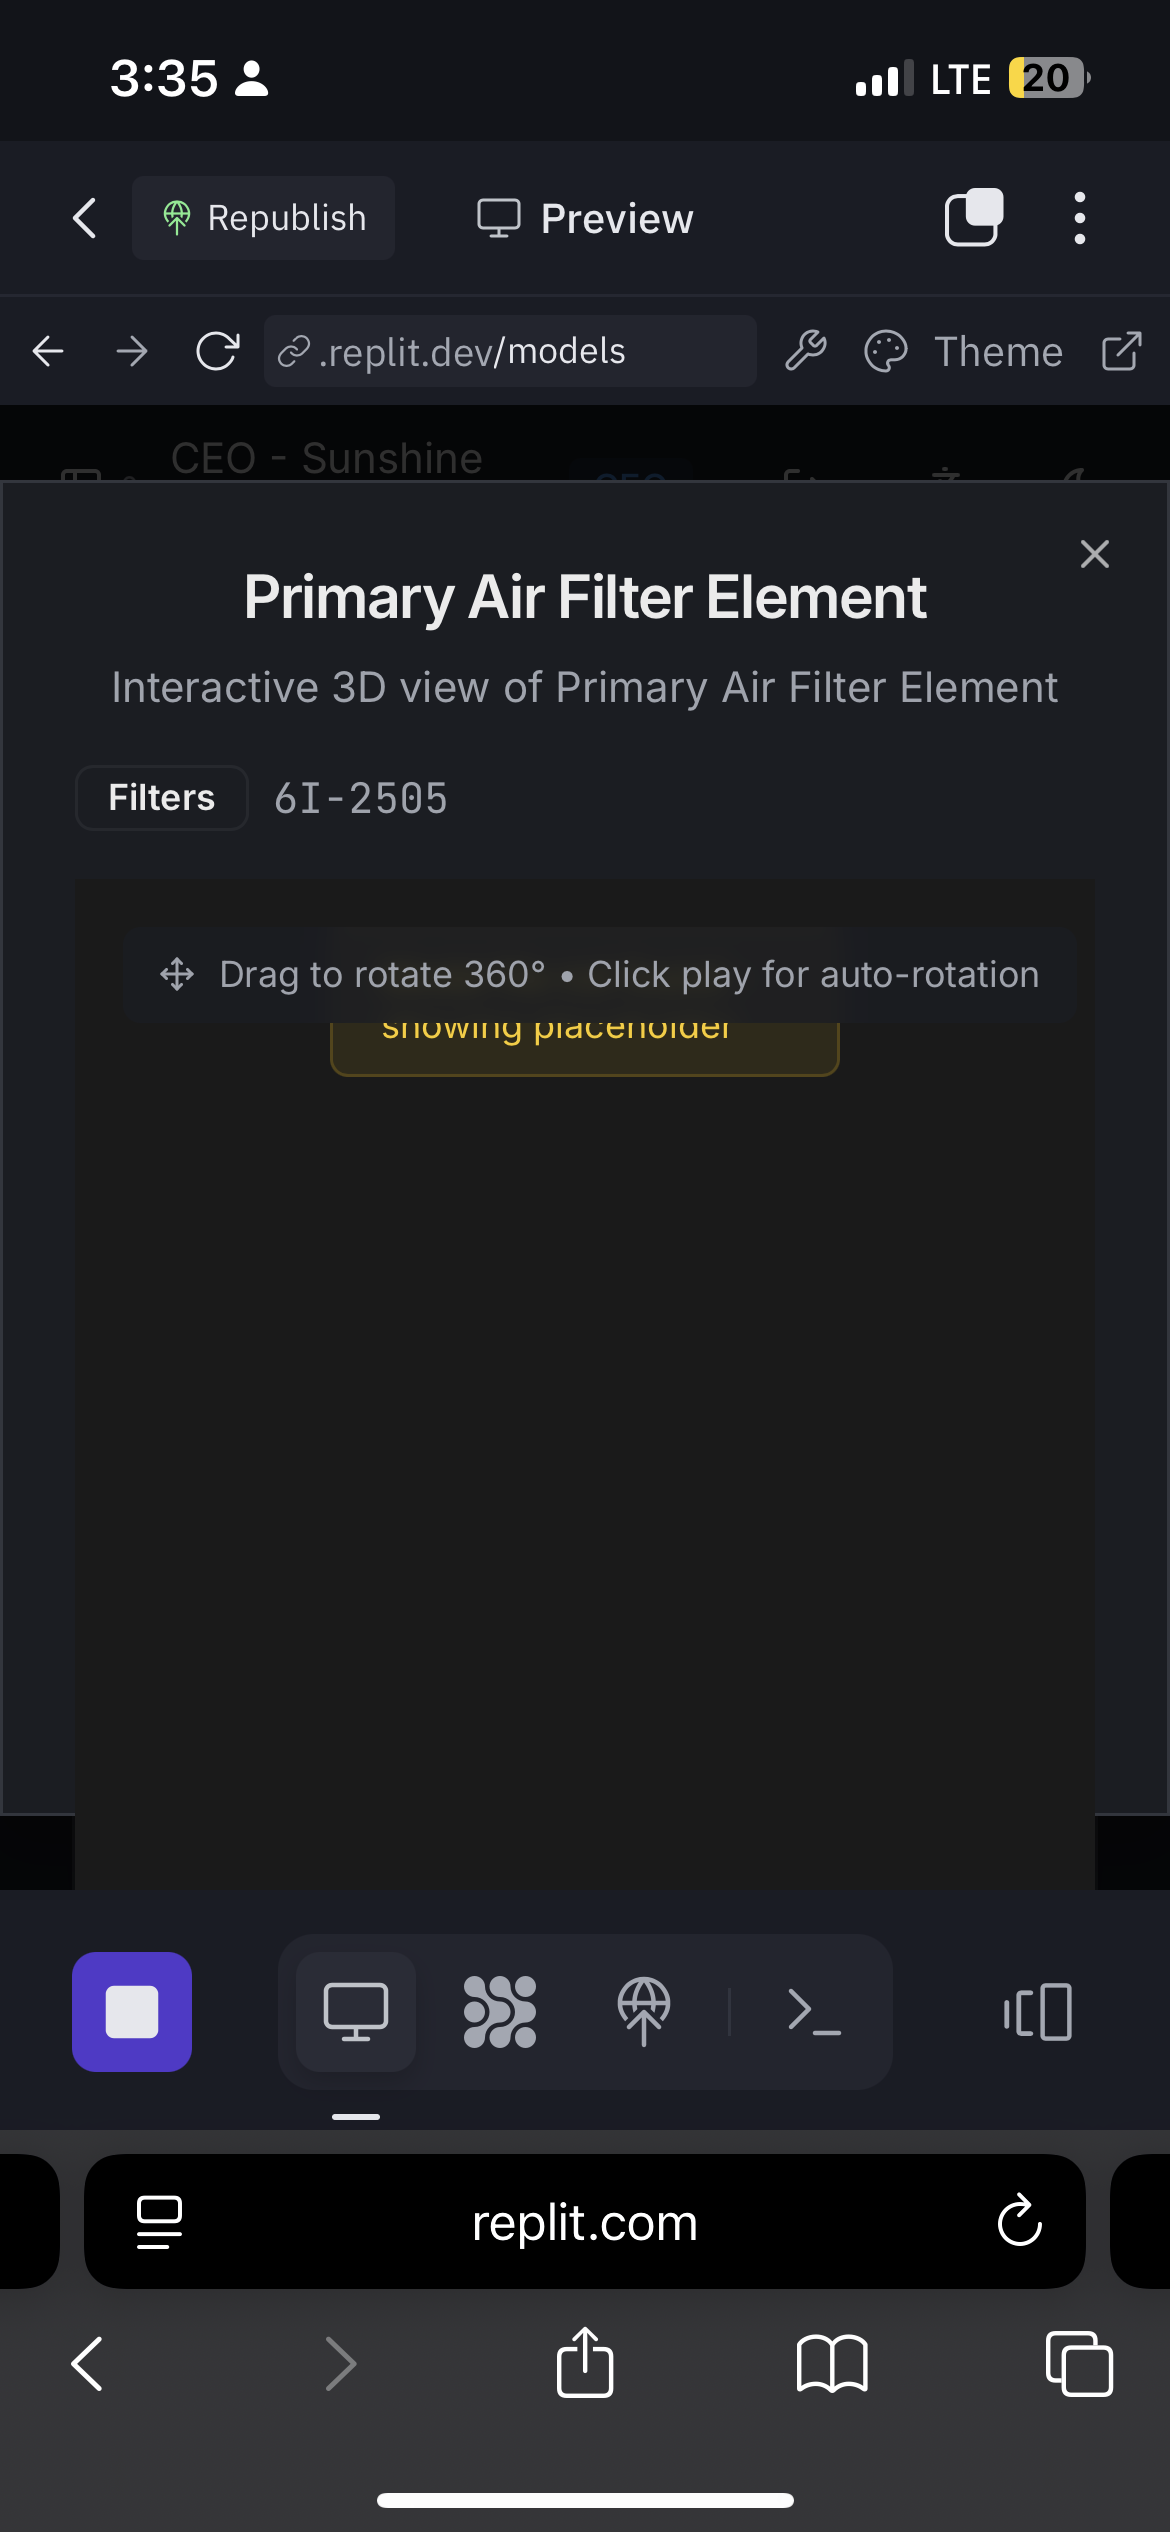 3:35
LTE 20
Republish
Preview
.replit.dev/models
Theme
CEO - Sunshine
CEO
Primary Air Filter Element
Interactive 3D view of Primary Air Filter Element
Filters
6I-2505
Drag to rotate 360° • Click play for auto-rotation
showing placeholder
replit.com